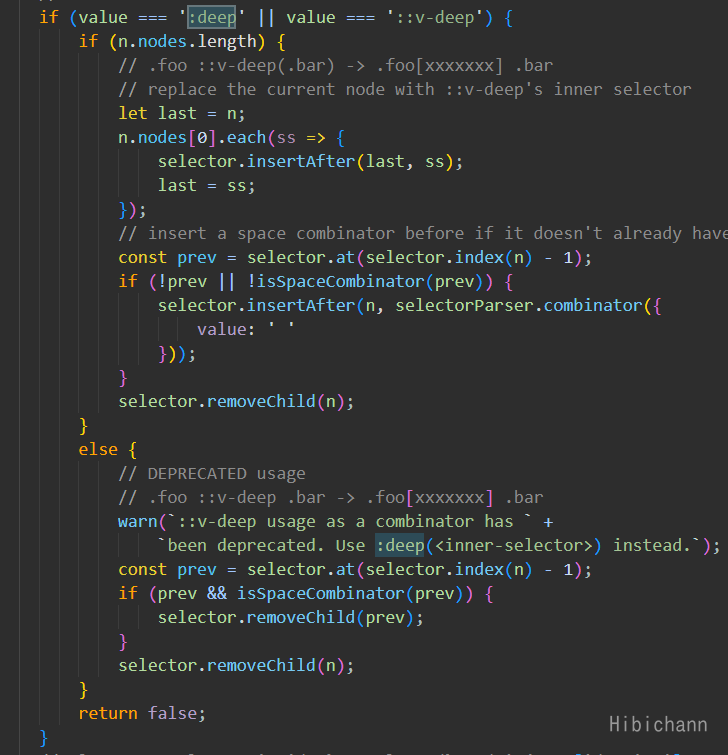 if (value === ':deep' || value === '::v-deep') {
if (n.nodes.length) {
// .foo ::v-deep(.bar) -> .foo[xxxxxxx] .bar
// replace the current node with ::v-deep's inner selector
let last = n;
n.nodes[0].each(ss => {
selector.insertAfter(last, ss);
last = ss;
});
// insert a space combinator before if it doesn't already have
const prev = selector.at(selector.index(n) - 1);
if (!prev || !isSpaceCombinator(prev)) {
selector.insertAfter(n, selectorParser.combinator({
value: ' '
}));
}
selector.removeChild(n);
}
else {
// DEPRECATED usage
// .foo ::v-deep .bar -> .foo[xxxxxxx] .bar
warn(`::v-deep usage as a combinator has ` +
`been deprecated. Use :deep(<inner-selector>) instead.`);
const prev = selector.at(selector.index(n) - 1);
if (prev && isSpaceCombinator(prev)) {
selector.removeChild(prev);
}
selector.removeChild(n);
}
return false;
}
Hibichann